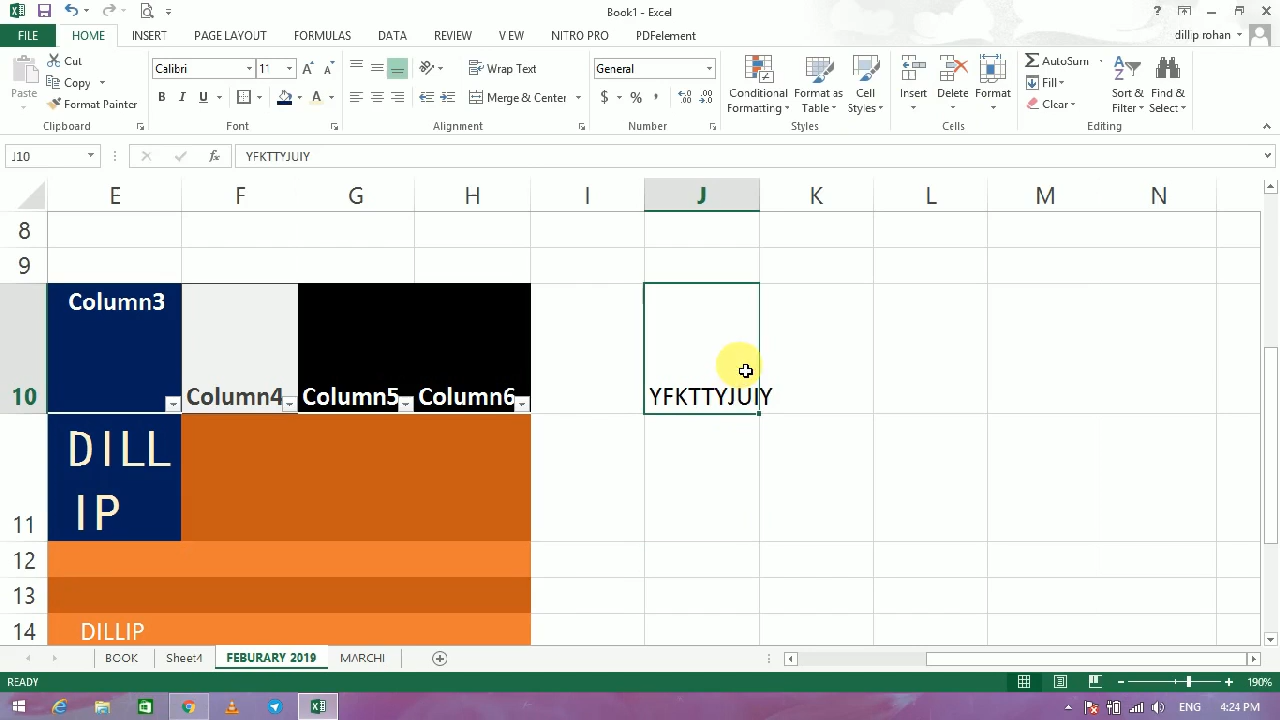 Book1 - Excel
FILE HOME INSERT PAGE LAYOUT FORMULAS DATA REVIEW VIEW NITRO PRO PDFelement dillip rohan
Cut
Copy
Format Painter
Paste
Clipboard
Calibri 11
B I U
Font
Wrap Text
Merge & Center
Alignment
General
$ % ,
Number
Conditional Formatting
Format as Table
Cell Styles
Styles
Insert Delete Format
Cells
AutoSum
Fill
Clear
Sort & Filter
Find & Select
Editing
J10 fx YFKTTYJUIY
E F G H I J K L M N
8
9
10 Column3 Column4 Column5 Column6 YFKTTYJUIY
11 DILL
IP
12
13
14 DILLIP
BOOK Sheet4 FEBURARY 2019 MARCHI
READY 190%
ENG 4:24 PM